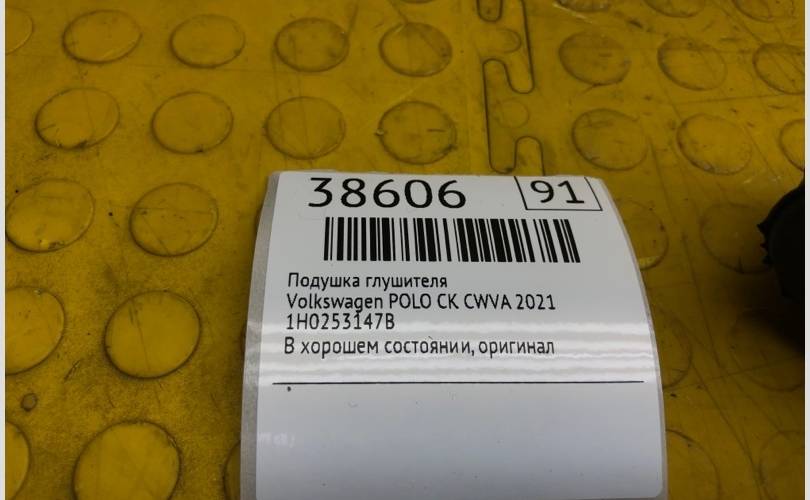 38606 91
Подушка глушителя
Volkswagen POLO CK CWVA 2021
1H0253147B
В хорошем состоянии, оригинал